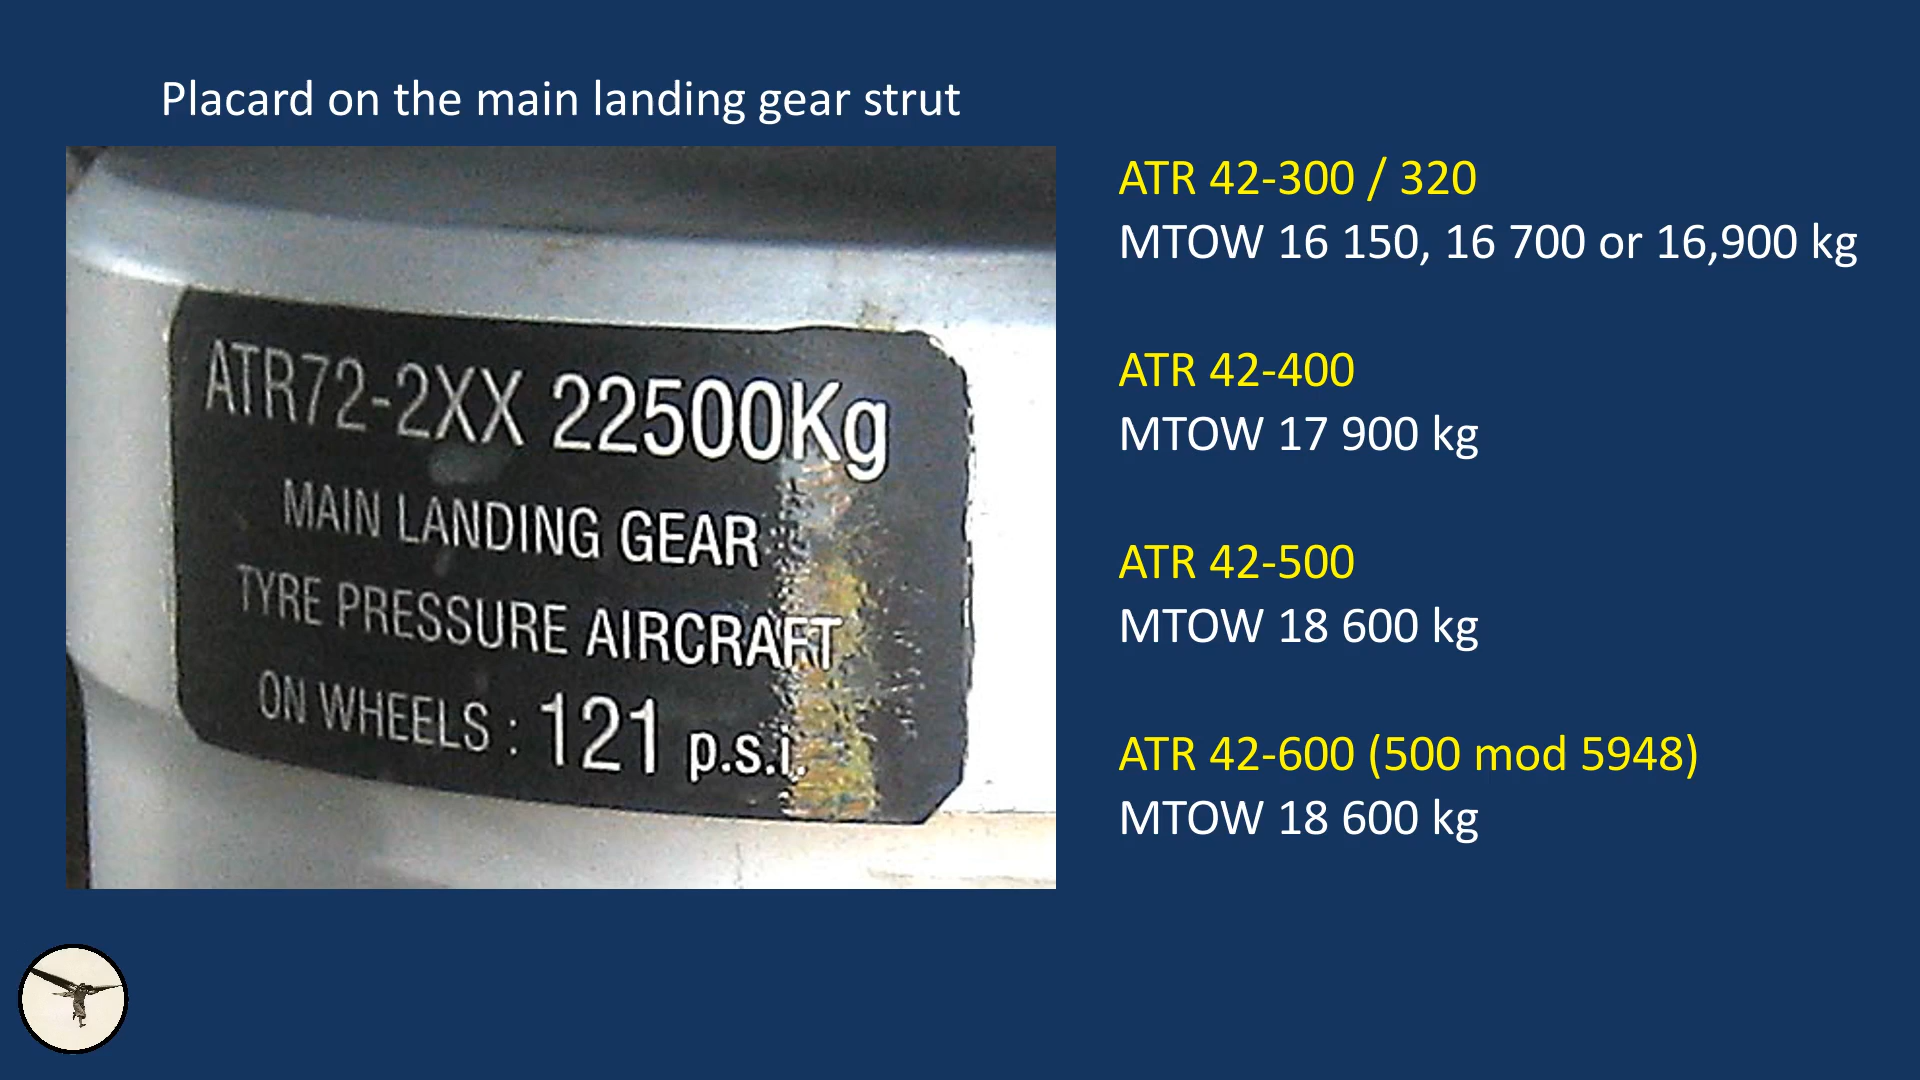 Placard on the main landing gear strut
ATR72-2XX 22500Kg
MAIN LANDING GEAR
TYRE PRESSURE AIRCRAFT
ON WHEELS : 121 p.s.i.
ATR 42-300 / 320
MTOW 16 150, 16 700 or 16,900 kg
ATR 42-400
MTOW 17 900 kg
ATR 42-500
MTOW 18 600 kg
ATR 42-600 (500 mod 5948)
MTOW 18 600 kg